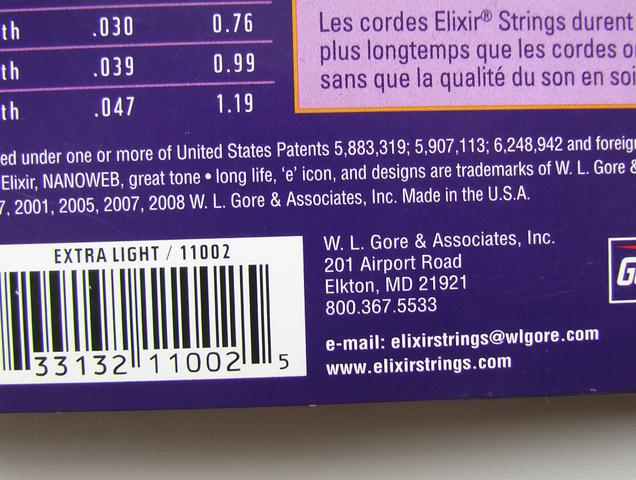 th .030 0.76
th .039 0.99
th .047 1.19
Les cordes Elixir® Strings durent
plus longtemps que les cordes o
sans que la qualité du son en soi
ed under one or more of United States Patents 5,883,319; 5,907,113; 6,248,942 and foreig
Elixir, NANOWEB, great tone • long life, 'e' icon, and designs are trademarks of W. L. Gore &
7, 2001, 2005, 2007, 2008 W. L. Gore & Associates, Inc. Made in the U.S.A.
EXTRA LIGHT / 11002
33132 11002 5
W. L. Gore & Associates, Inc.
201 Airport Road
Elkton, MD 21921
800.367.5533
e-mail: elixirstrings@wlgore.com
www.elixirstrings.com